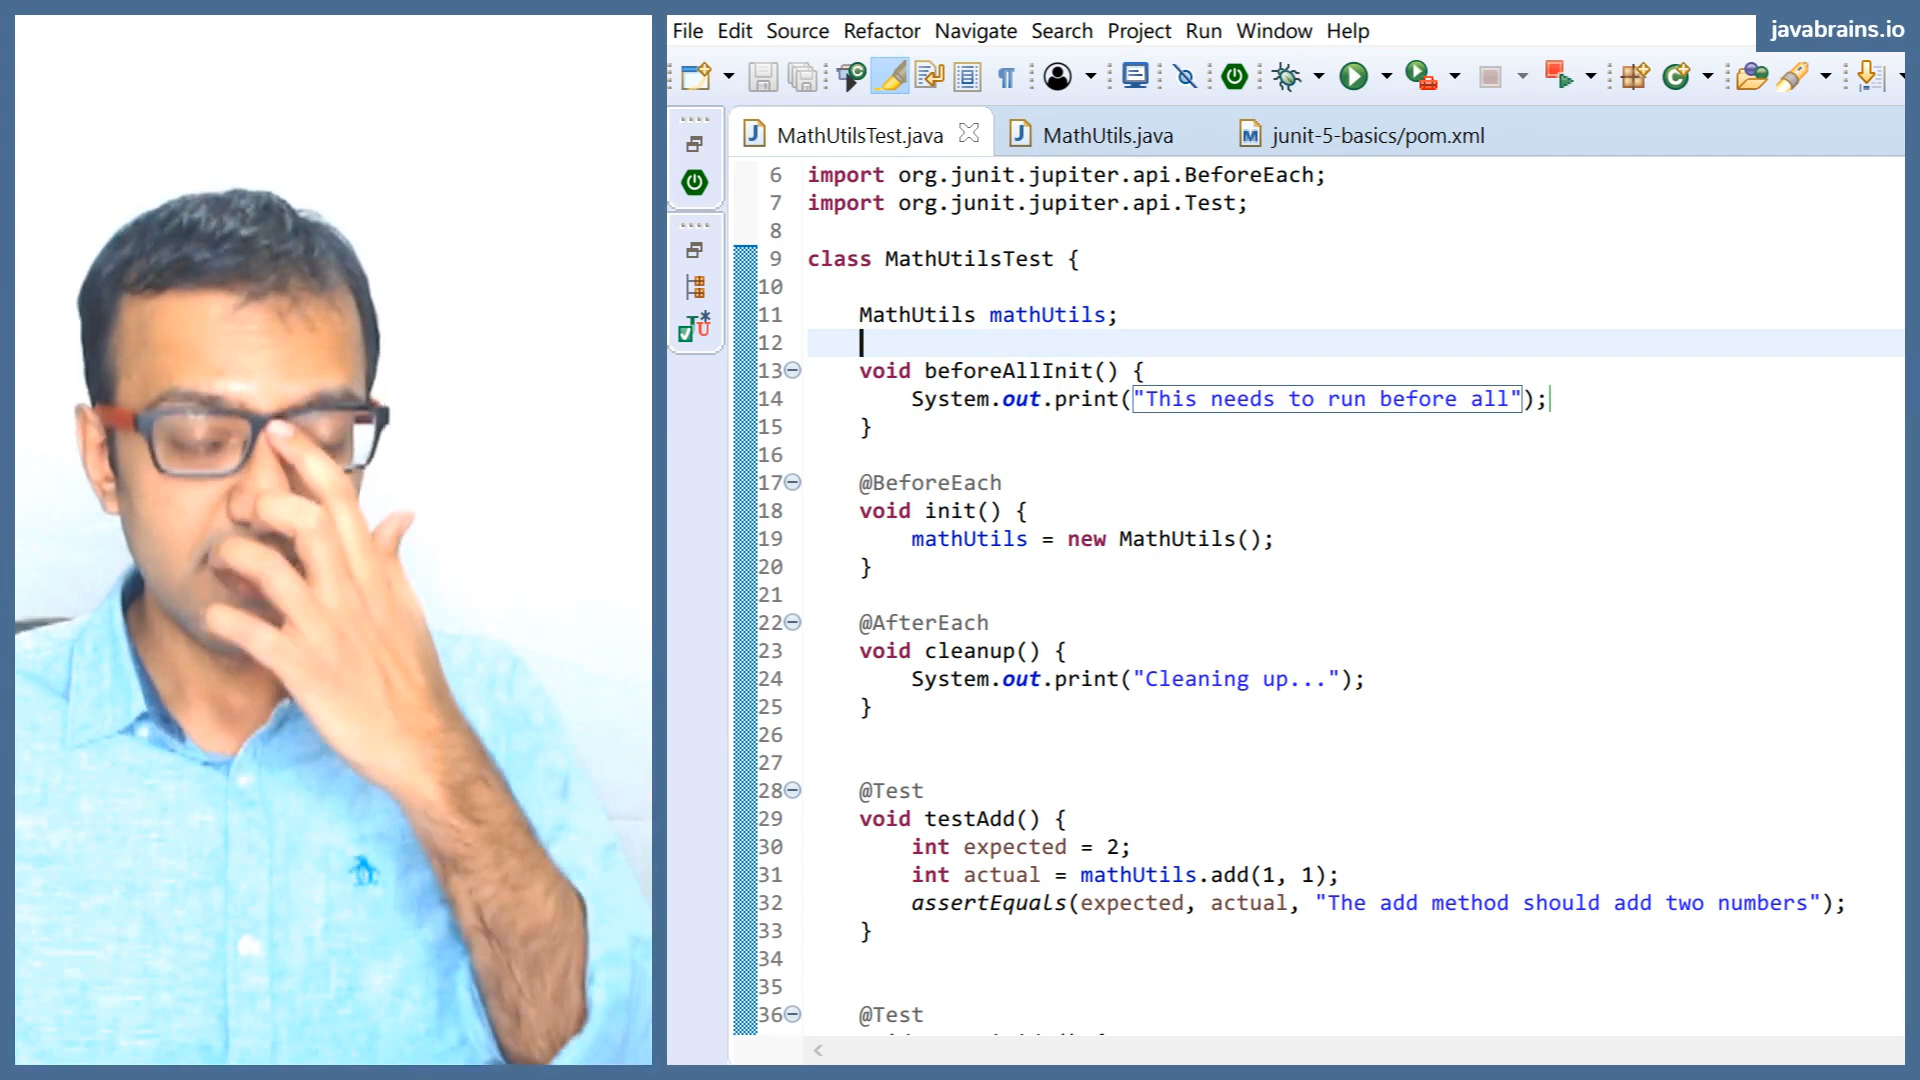 File Edit Source Refactor Navigate Search Project Run Window Help
javabrains.io
MathUtilsTest.java
MathUtils.java
junit-5-basics/pom.xml
6 import org.junit.jupiter.api.BeforeEach;
7 import org.junit.jupiter.api.Test;
8
9 class MathUtilsTest {
10
11 MathUtils mathUtils;
12
13 void beforeAllInit() {
14 System.out.print("This needs to run before all");
15 }
16
17 @BeforeEach
18 void init() {
19 mathUtils = new MathUtils();
20 }
21
22 @AfterEach
23 void cleanup() {
24 System.out.print("Cleaning up...");
25 }
26
27
28 @Test
29 void testAdd() {
30 int expected = 2;
31 int actual = mathUtils.add(1, 1);
32 assertEquals(expected, actual, "The add method should add two numbers");
33 }
34
35
36 @Test